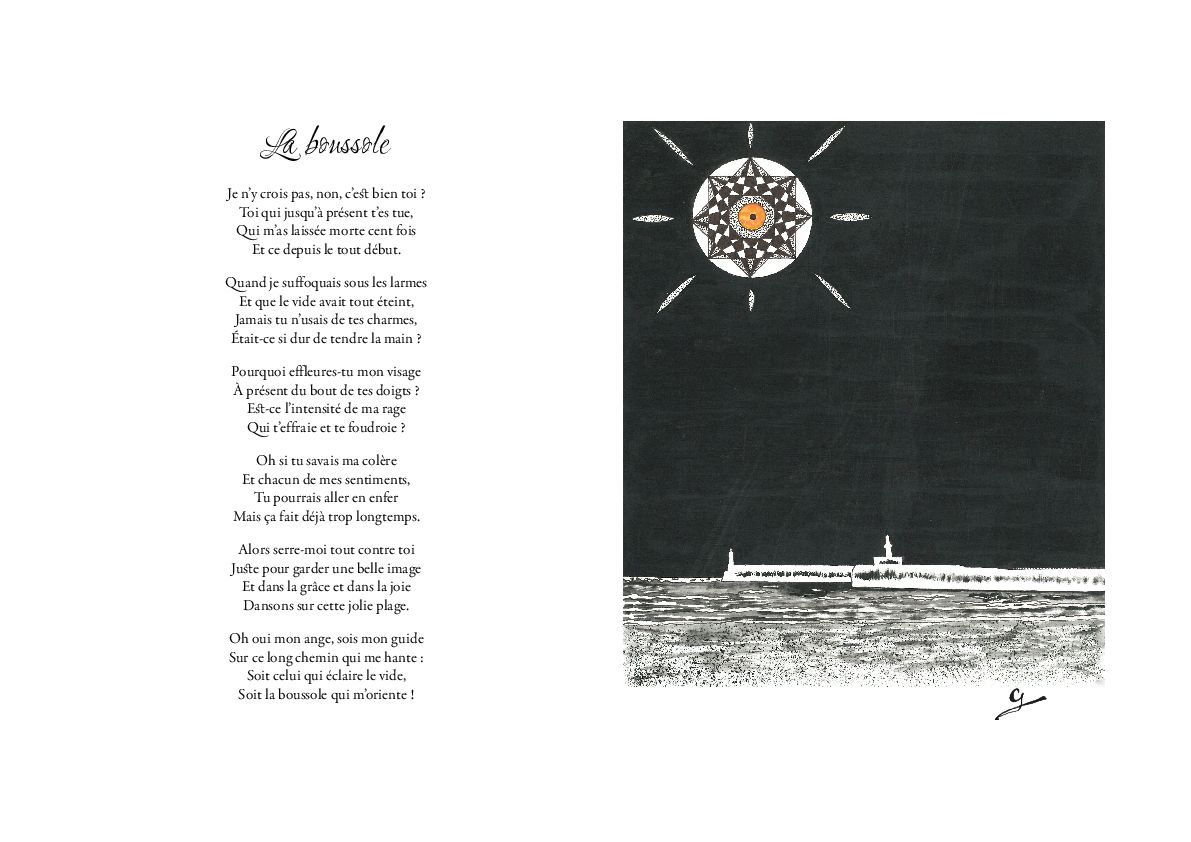 La boussole
Je n'y crois pas, non, c'est bien toi ?
Toi qui jusqu'à présent t'es tue,
Qui m'as laissée morte cent fois
Et ce depuis le tout début.
Quand je suffoquais sous les larmes
Et que le vide avait tout éteint,
Jamais tu n'usais de tes charmes,
Était-ce si dur de tendre la main ?
Pourquoi effleures-tu mon visage
À présent du bout de tes doigts ?
Est-ce l'intensité de ma rage
Qui t'effraie et te foudroie ?
Oh si tu savais ma colère
Et chacun de mes sentiments,
Tu pourrais aller en enfer
Mais ça fait déjà trop longtemps.
Alors serre-moi tout contre toi
Juste pour garder une belle image
Et dans la grâce et dans la joie
Dansons sur cette jolie plage.
Oh oui mon ange, sois mon guide
Sur ce long chemin qui me hante :
Soit celui qui éclaire le vide,
Soit la boussole qui m'oriente !